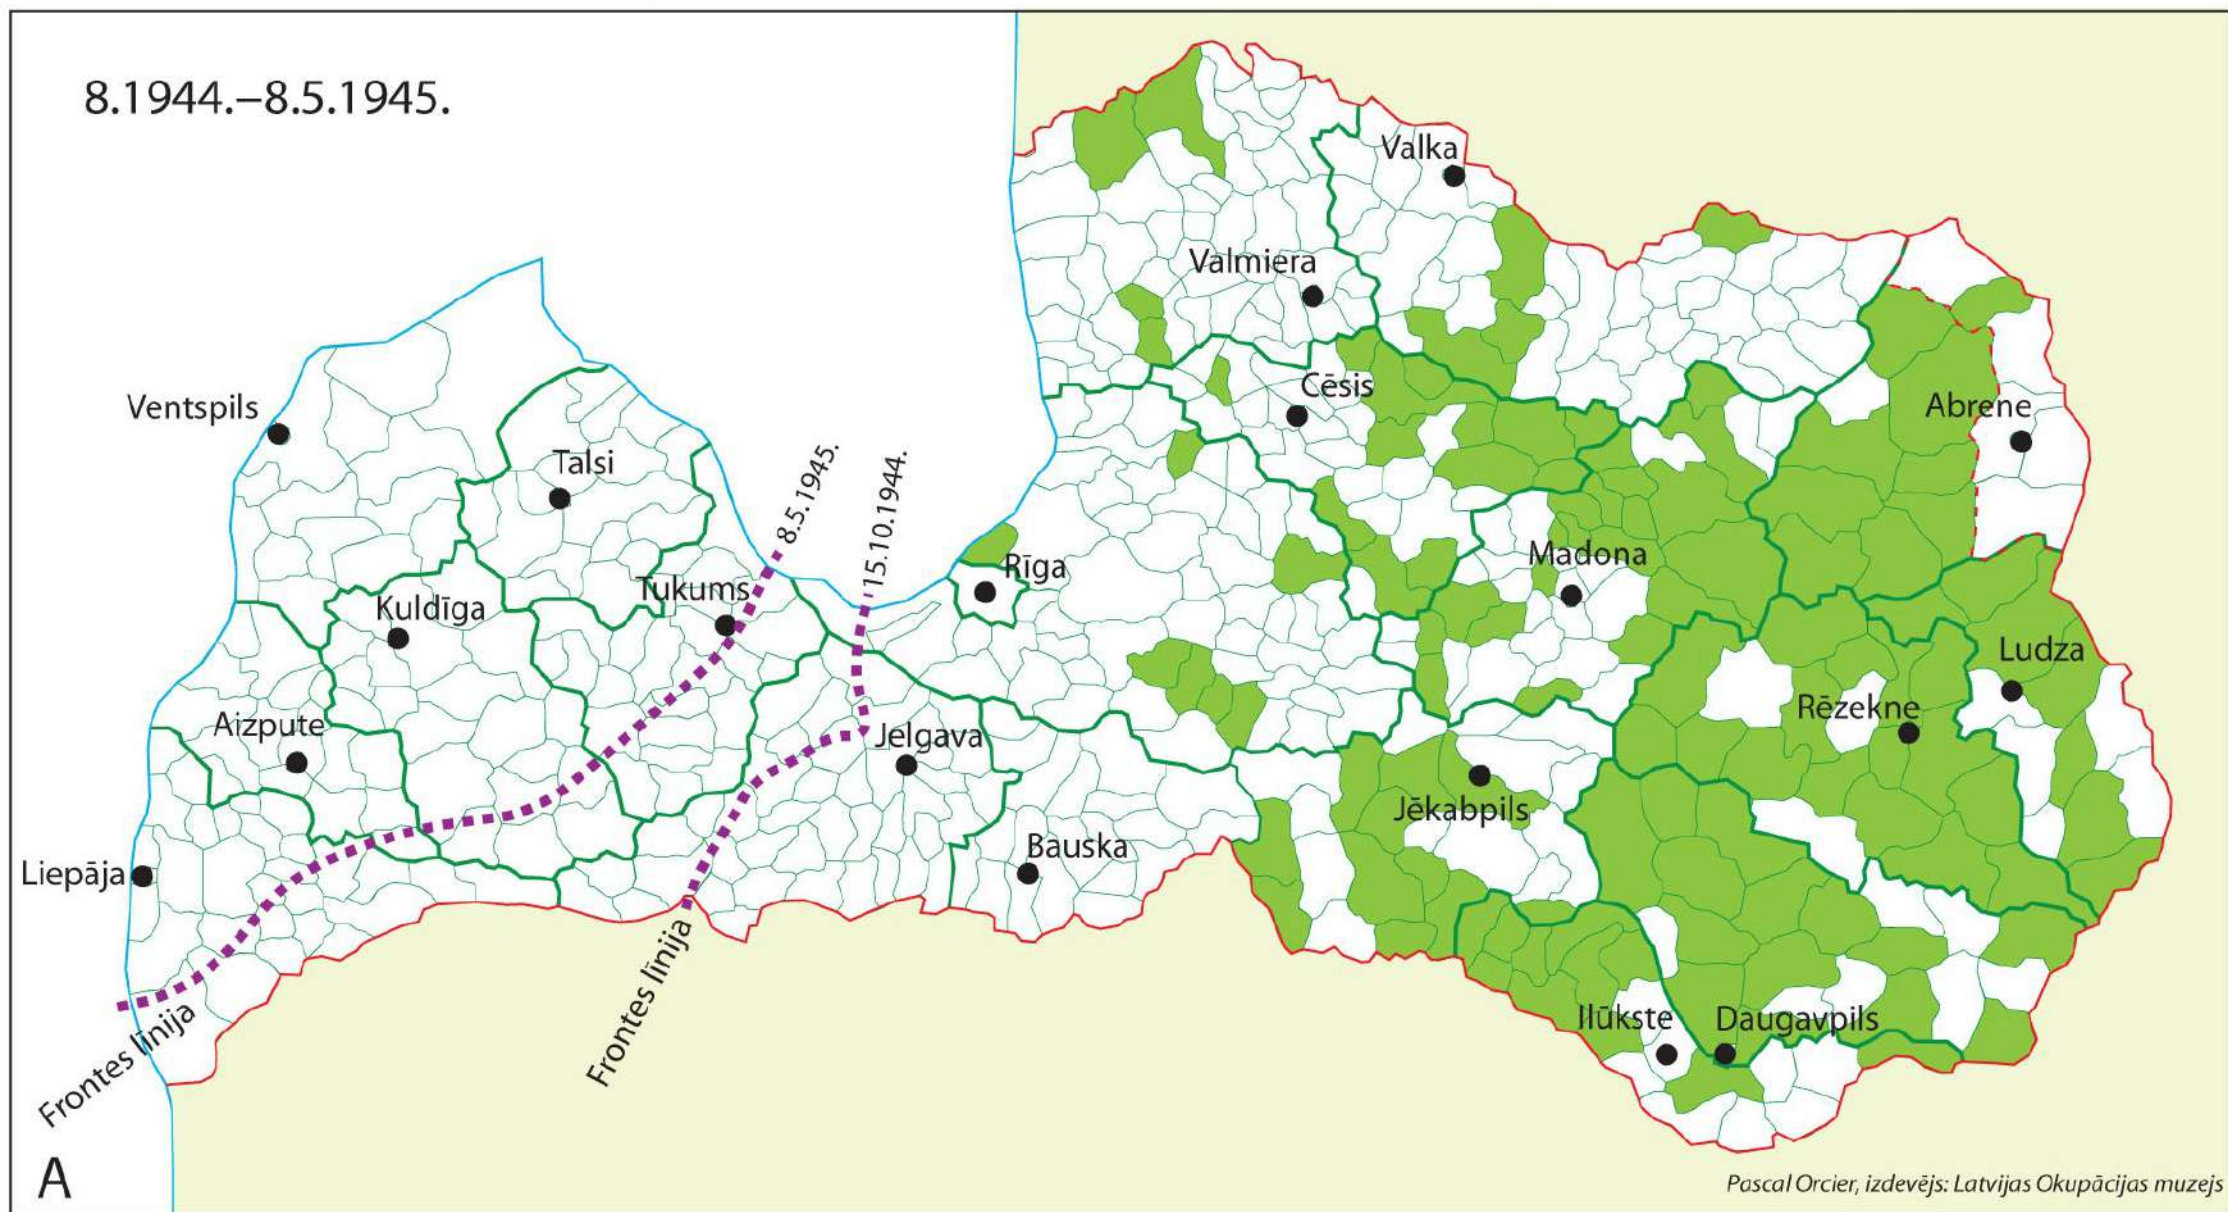 8.1944.–8.5.1945.
Valka
Valmiera
Cēsis
Ventspils
Abrene
Talsi
8.5.1945.
15.10.1944.
Rīga
Madona
Tukums
Kuldīga
Ludza
Rēzekne
Aizpute
Jelgava
Jēkabpils
Bauska
Liepāja
Frontes līnija
Frontes līnija
Ilūkste
Daugavpils
A
Pascal Orcier, izdevējs: Latvijas Okupācijas muzejs